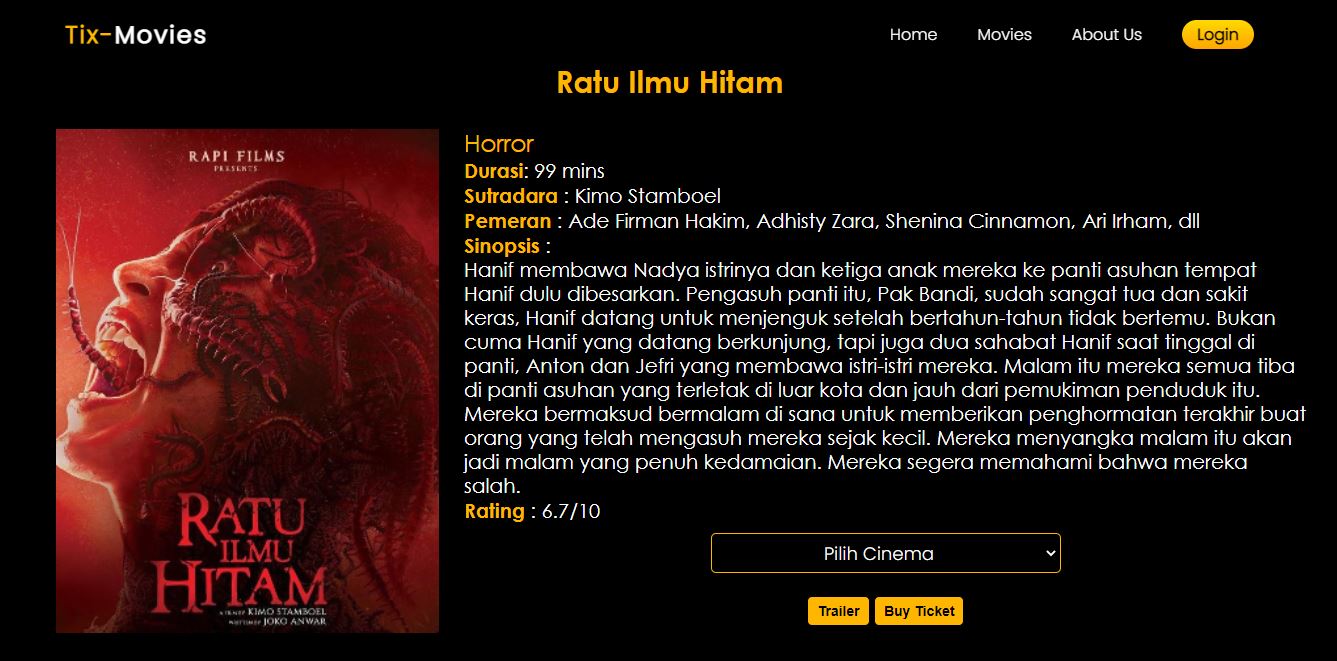 Tix-Movies
Home
Movies
About Us
Login
Ratu Ilmu Hitam
RAPI FILMS
PRESENTS
RATU
ILMU
HITAM
A FILM BY KIMO STAMBOEL
WRITTEN BY JOKO ANWAR
Horror
Durasi: 99 mins
Sutradara : Kimo Stamboel
Pemeran : Ade Firman Hakim, Adhisty Zara, Shenina Cinnamon, Ari Irham, dll
Sinopsis :
Hanif membawa Nadya istrinya dan ketiga anak mereka ke panti asuhan tempat
Hanif dulu dibesarkan. Pengasuh panti itu, Pak Bandi, sudah sangat tua dan sakit
keras, Hanif datang untuk menjenguk setelah bertahun-tahun tidak bertemu. Bukan
cuma Hanif yang datang berkunjung, tapi juga dua sahabat Hanif saat tinggal di
panti, Anton dan Jefri yang membawa istri-istri mereka. Malam itu mereka semua tiba
di panti asuhan yang terletak di luar kota dan jauh dari pemukiman penduduk itu.
Mereka bermaksud bermalam di sana untuk memberikan penghormatan terakhir buat
orang yang telah mengasuh mereka sejak kecil. Mereka menyangka malam itu akan
jadi malam yang penuh kedamaian. Mereka segera memahami bahwa mereka
salah.
Rating : 6.7/10
Pilih Cinema
Trailer
Buy Ticket